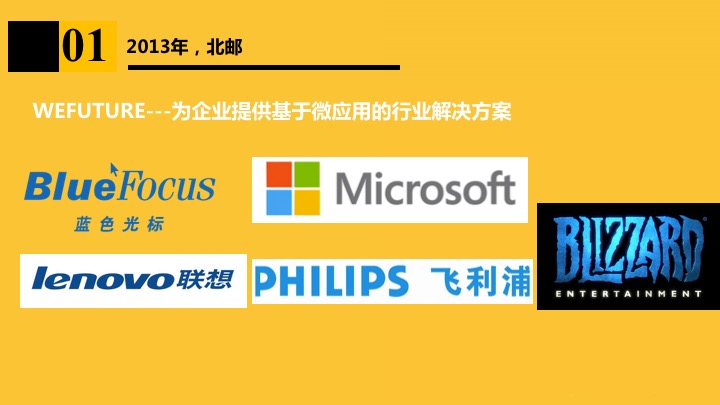 01
2013年，北邮
WEFUTURE---为企业提供基于微应用的行业解决方案
BlueFocus
蓝色光标
Microsoft
BLIZZARD
ENTERTAINMENT
lenovo联想
PHILIPS 飞利浦